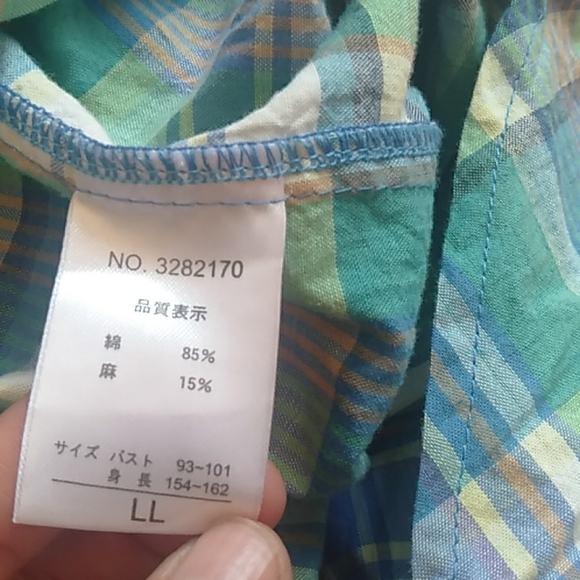 NO. 3282170
品質表示
綿 85%
麻 15%
サイズ バスト 93~101
身 長 154~162
LL